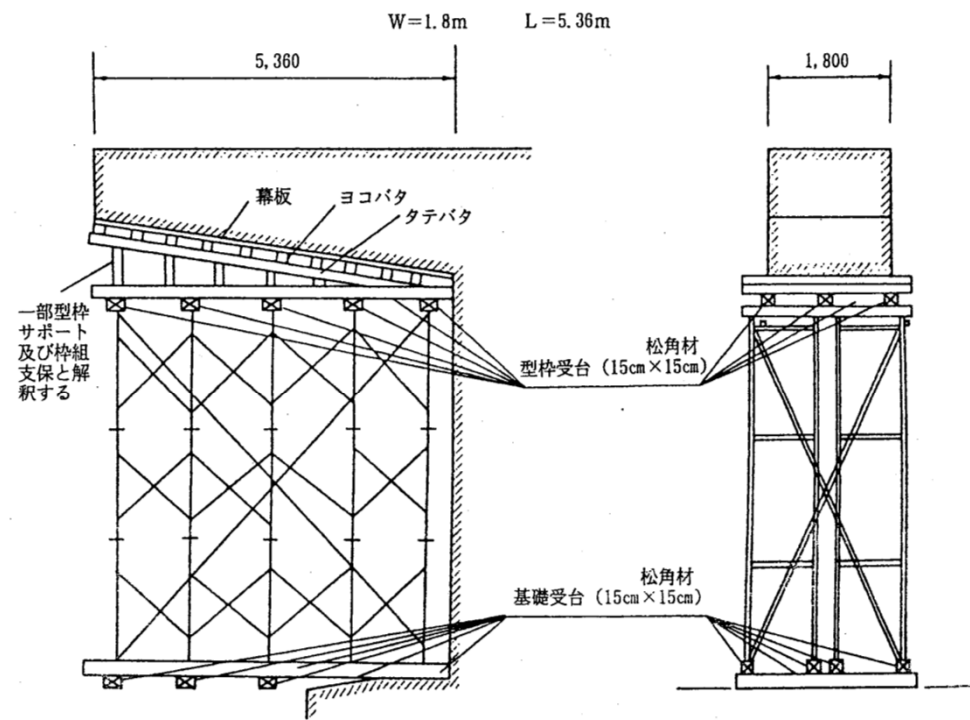 W=1.8m L=5.36m
5,360
1,800
幕板
ヨコバタ
タテバタ
一部型枠
サポート
及び枠組
支保と解
釈する
松角材
型枠受台（15cm×15cm）
松角材
基礎受台（15cm×15cm）